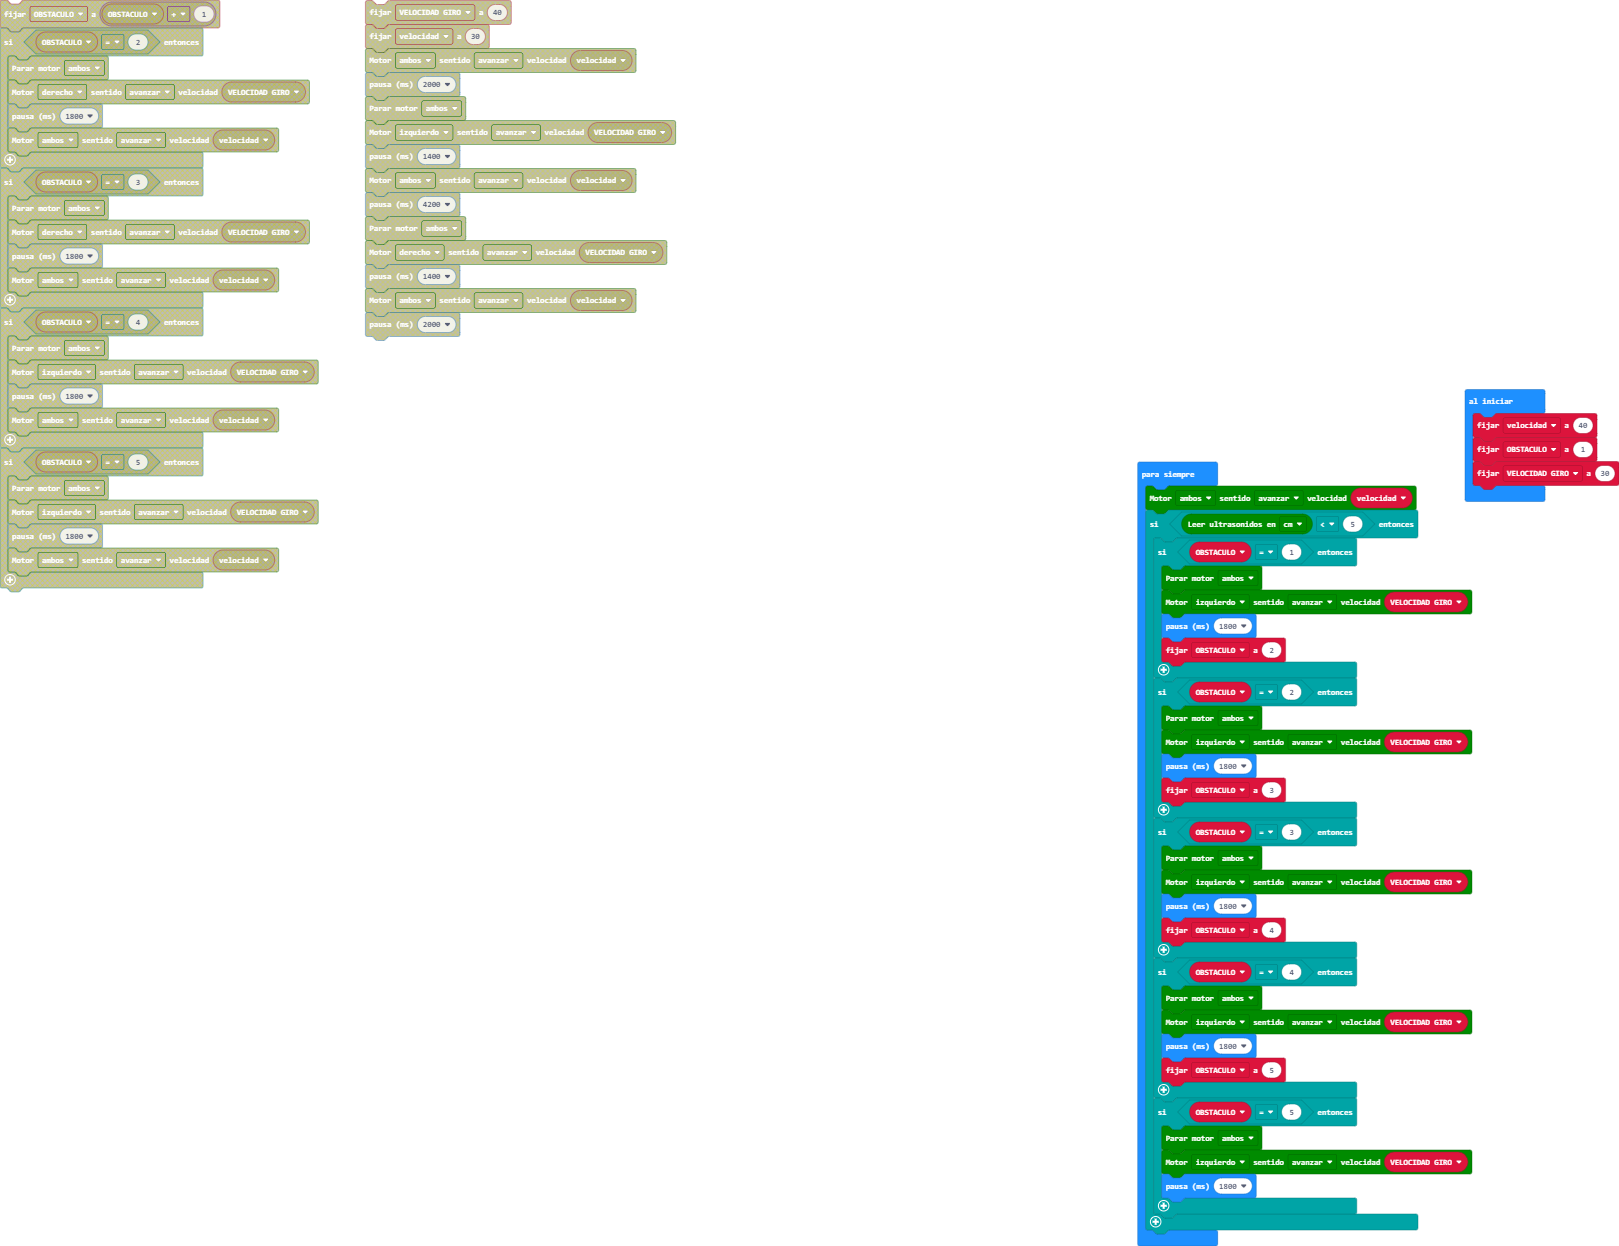 fijar OBSTACULO a OBSTACULO + 1
si OBSTACULO = 2 entonces
Parar motor ambos
Motor derecho sentido avanzar velocidad VELOCIDAD GIRO
pausa (ms) 1800
Motor ambos sentido avanzar velocidad velocidad
si OBSTACULO = 3 entonces
Parar motor ambos
Motor derecho sentido avanzar velocidad VELOCIDAD GIRO
pausa (ms) 1800
Motor ambos sentido avanzar velocidad velocidad
si OBSTACULO = 4 entonces
Parar motor ambos
Motor izquierdo sentido avanzar velocidad VELOCIDAD GIRO
pausa (ms) 1800
Motor ambos sentido avanzar velocidad velocidad
si OBSTACULO = 5 entonces
Parar motor ambos
Motor izquierdo sentido avanzar velocidad VELOCIDAD GIRO
pausa (ms) 1800
Motor ambos sentido avanzar velocidad velocidad
fijar VELOCIDAD GIRO a 40
fijar velocidad a 30
Motor ambos sentido avanzar velocidad velocidad
pausa (ms) 2000
Parar motor ambos
Motor izquierdo sentido avanzar velocidad VELOCIDAD GIRO
pausa (ms) 1400
Motor ambos sentido avanzar velocidad velocidad
pausa (ms) 4200
Parar motor ambos
Motor derecho sentido avanzar velocidad VELOCIDAD GIRO
pausa (ms) 1400
Motor ambos sentido avanzar velocidad velocidad
pausa (ms) 2000
al iniciar
fijar velocidad a 40
fijar OBSTACULO a 1
fijar VELOCIDAD GIRO a 30
para siempre
Motor ambos sentido avanzar velocidad velocidad
si Leer ultrasonidos en cm < 5 entonces
si OBSTACULO = 1 entonces
Parar motor ambos
Motor izquierdo sentido avanzar velocidad VELOCIDAD GIRO
pausa (ms) 1800
fijar OBSTACULO a 2
si OBSTACULO = 2 entonces
Parar motor ambos
Motor izquierdo sentido avanzar velocidad VELOCIDAD GIRO
pausa (ms) 1800
fijar OBSTACULO a 3
si OBSTACULO = 3 entonces
Parar motor ambos
Motor izquierdo sentido avanzar velocidad VELOCIDAD GIRO
pausa (ms) 1800
fijar OBSTACULO a 4
si OBSTACULO = 4 entonces
Parar motor ambos
Motor izquierdo sentido avanzar velocidad VELOCIDAD GIRO
pausa (ms) 1800
fijar OBSTACULO a 5
si OBSTACULO = 5 entonces
Parar motor ambos
Motor izquierdo sentido avanzar velocidad VELOCIDAD GIRO
pausa (ms) 1800